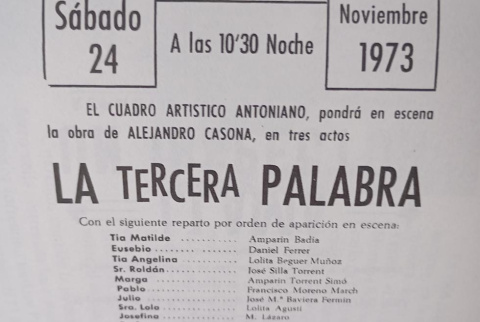 Sábado
24
A las 10'30 Noche
Noviembre
1973
EL CUADRO ARTISTICO ANTONIANO, pondrá en escena
la obra de ALEJANDRO CASONA, en tres actos
LA TERCERA PALABRA
Con el siguiente reparto por orden de aparición en escena:
Tia Matilde .......... Amparín Badía
Eusebio .......... Daniel Ferrer
Tia Angelina .......... Lolita Beguer Muñoz
Sr. Roldán .......... José Silla Torrent
Marga .......... Amparín Torrent Simó
Pablo .......... Francisco Moreno March
Julio .......... José M.ª Baviera Fermín
Sra. Lola .......... Lolita Agustí
Josefina .......... M. Lázaro